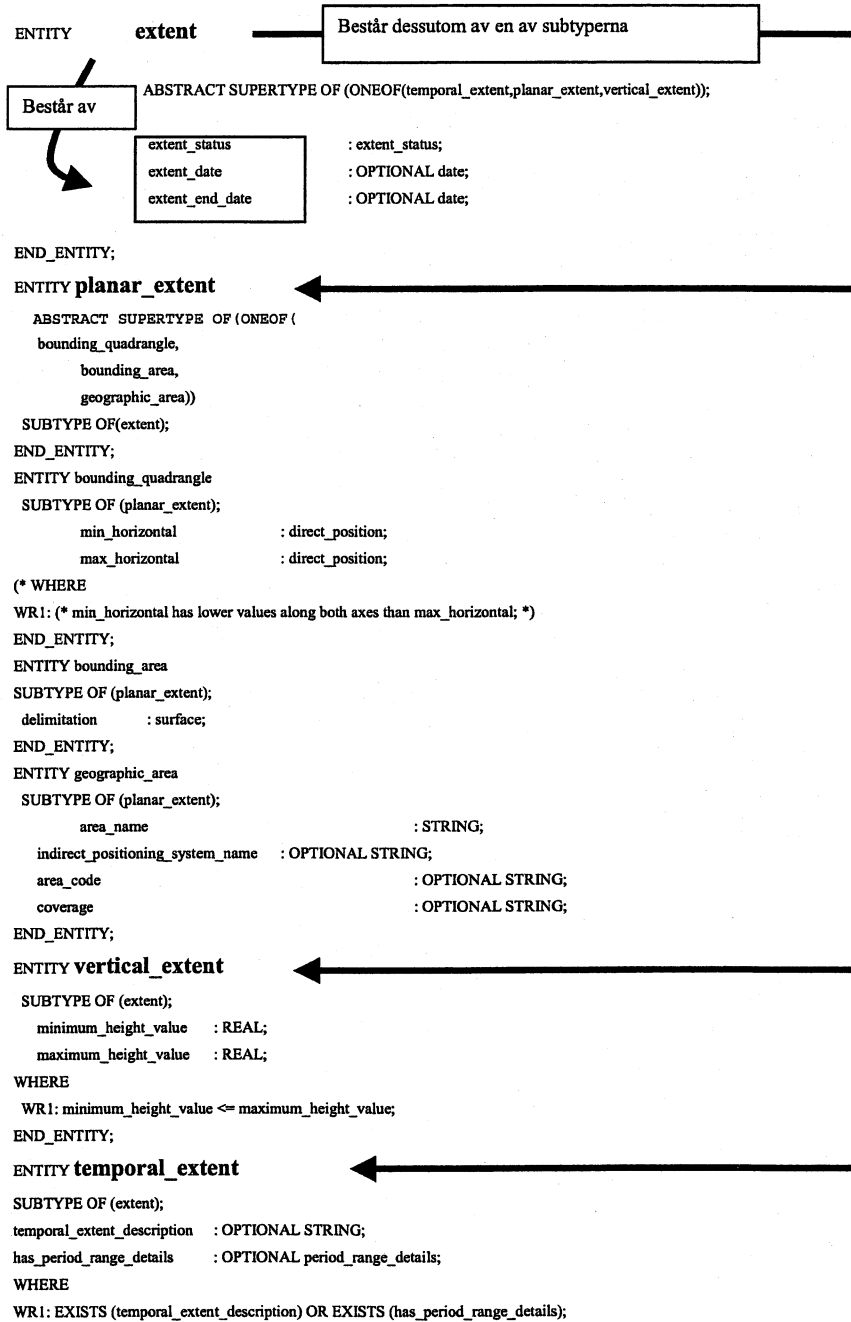 ENTITY extent Består dessutom av en av subtyperna
ABSTRACT SUPERTYPE OF (ONEOF(temporal_extent,planar_extent,vertical_extent));
Består av
extent_status : extent_status;
extent_date : OPTIONAL date;
extent_end_date : OPTIONAL date;
END_ENTITY;
ENTITY planar_extent
ABSTRACT SUPERTYPE OF (ONEOF (
bounding_quadrangle,
bounding_area,
geographic_area))
SUBTYPE OF(extent);
END_ENTITY;
ENTITY bounding_quadrangle
SUBTYPE OF (planar_extent);
min_horizontal : direct_position;
max_horizontal : direct_position;
(* WHERE
WR1: (* min_horizontal has lower values along both axes than max_horizontal; *)
END_ENTITY;
ENTITY bounding_area
SUBTYPE OF (planar_extent);
delimitation : surface;
END_ENTITY;
ENTITY geographic_area
SUBTYPE OF (planar_extent);
area_name : STRING;
indirect_positioning_system_name : OPTIONAL STRING;
area_code : OPTIONAL STRING;
coverage : OPTIONAL STRING;
END_ENTITY;
ENTITY vertical_extent
SUBTYPE OF (extent);
minimum_height_value : REAL;
maximum_height_value : REAL;
WHERE
WR1: minimum_height_value <= maximum_height_value;
END_ENTITY;
ENTITY temporal_extent
SUBTYPE OF (extent);
temporal_extent_description : OPTIONAL STRING;
has_period_range_details : OPTIONAL period_range_details;
WHERE
WR1: EXISTS (temporal_extent_description) OR EXISTS (has_period_range_details);